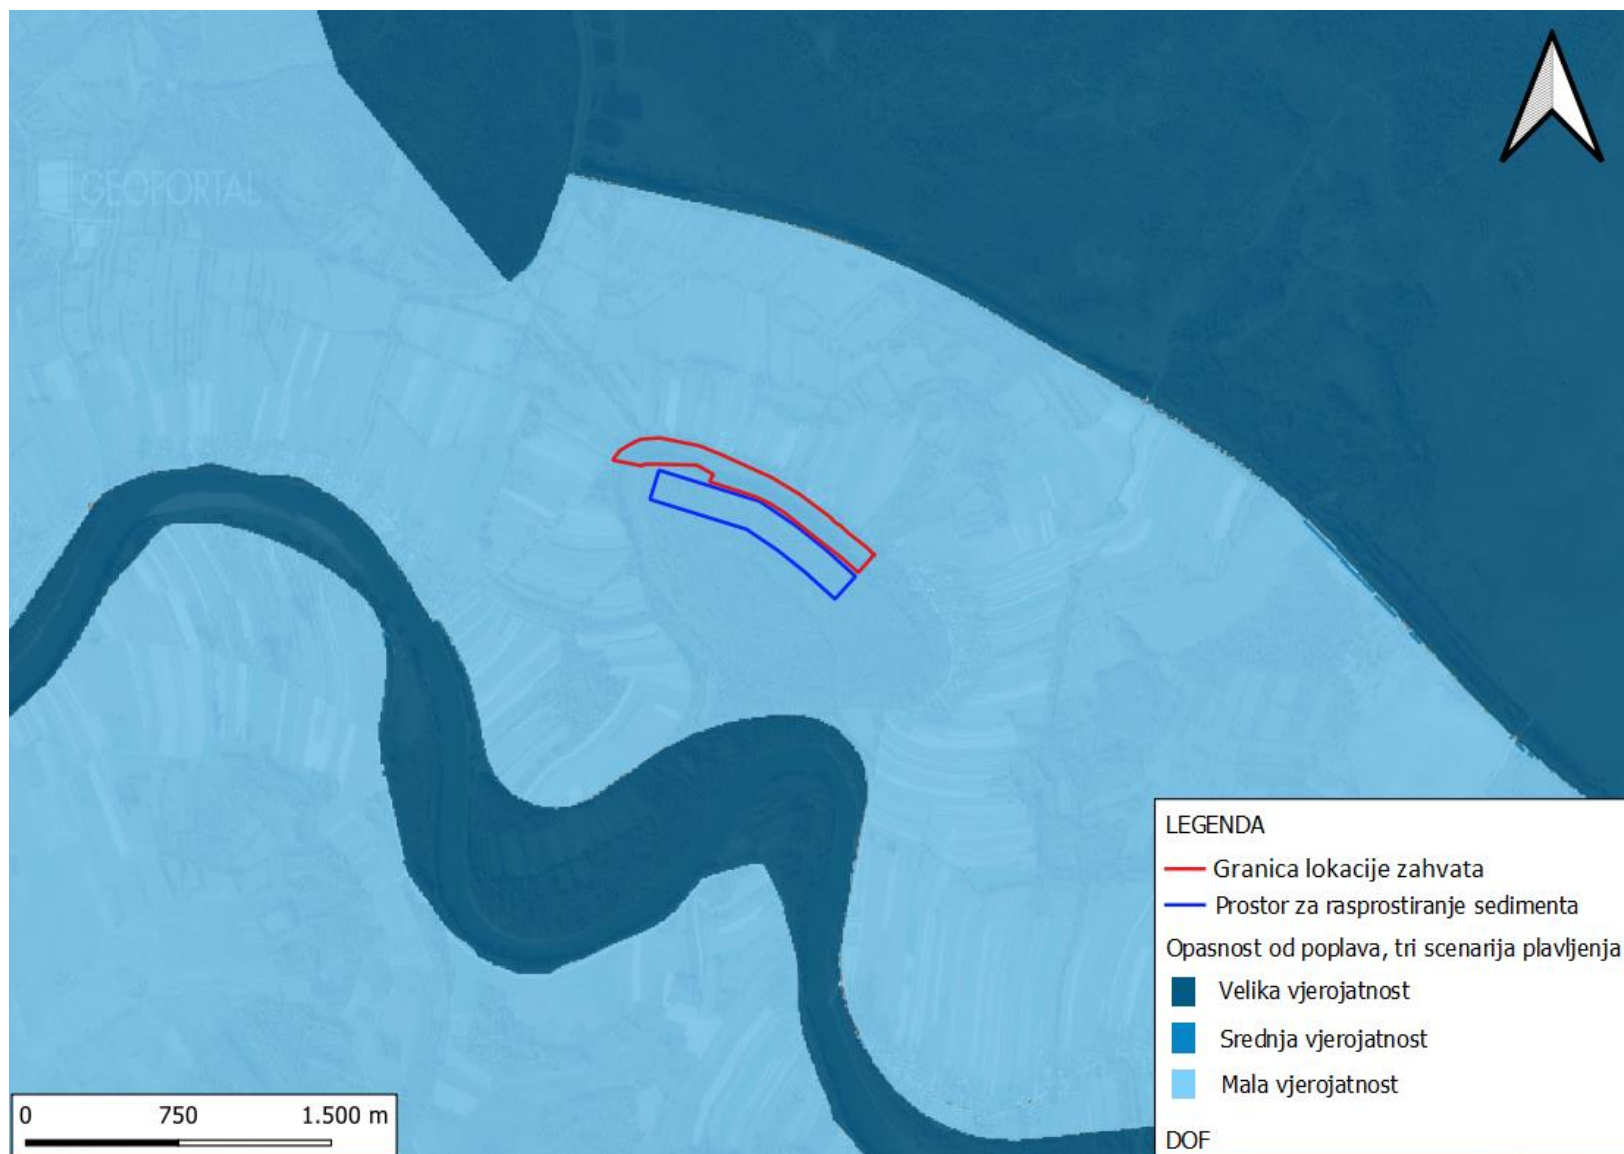 GEOPORTAL
LEGENDA
Granica lokacije zahvata
Prostor za rasprostiranje sedimenta
Opasnost od poplava, tri scenarija plavljenja
Velika vjerojatnost
Srednja vjerojatnost
Mala vjerojatnost
DOF
0 750 1.500 m